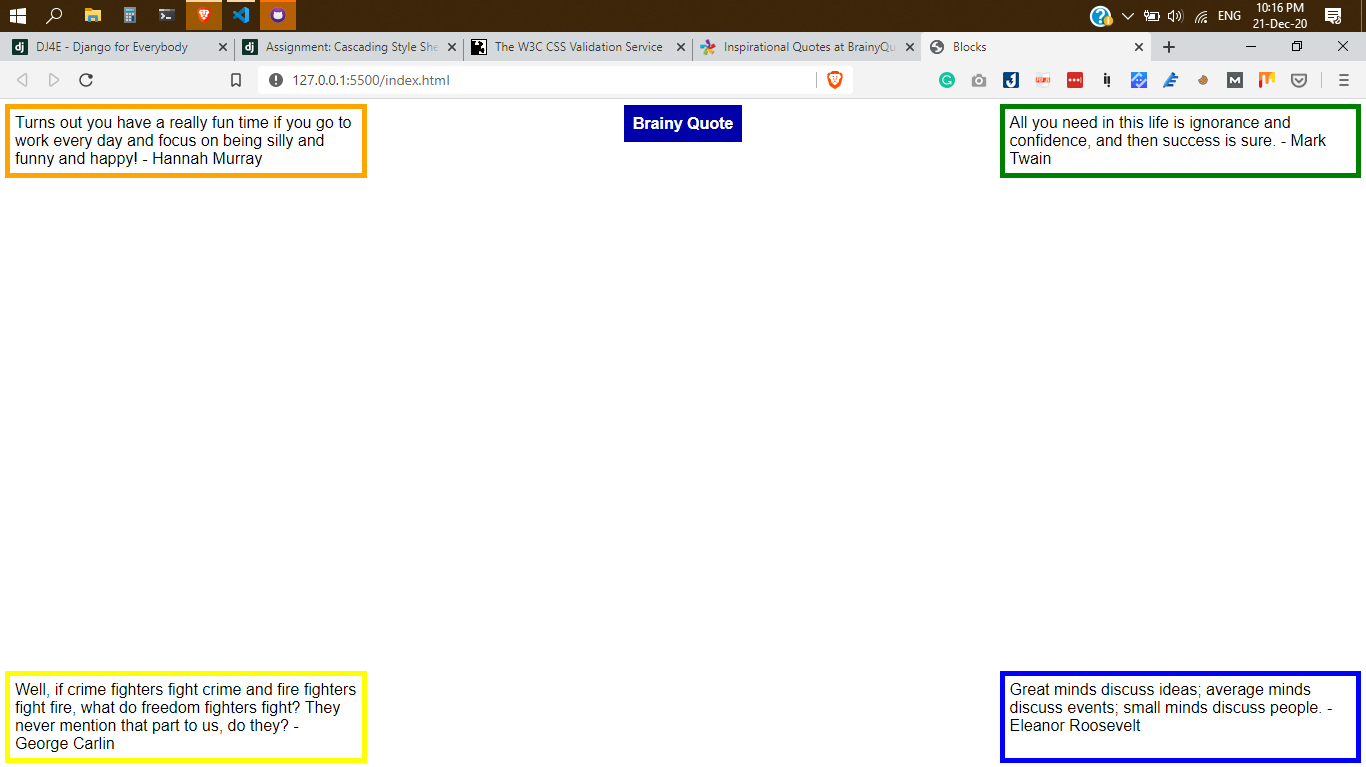 10:16 PM
ENG
21-Dec-20
DJ4E - Django for Everybody
Assignment: Cascading Style She
The W3C CSS Validation Service
Inspirational Quotes at BrainyQu
Blocks
127.0.0.1:5500/index.html
Turns out you have a really fun time if you go to
work every day and focus on being silly and
funny and happy! - Hannah Murray
Brainy Quote
All you need in this life is ignorance and
confidence, and then success is sure. - Mark
Twain
Well, if crime fighters fight crime and fire fighters
fight fire, what do freedom fighters fight? They
never mention that part to us, do they? -
George Carlin
Great minds discuss ideas; average minds
discuss events; small minds discuss people. -
Eleanor Roosevelt